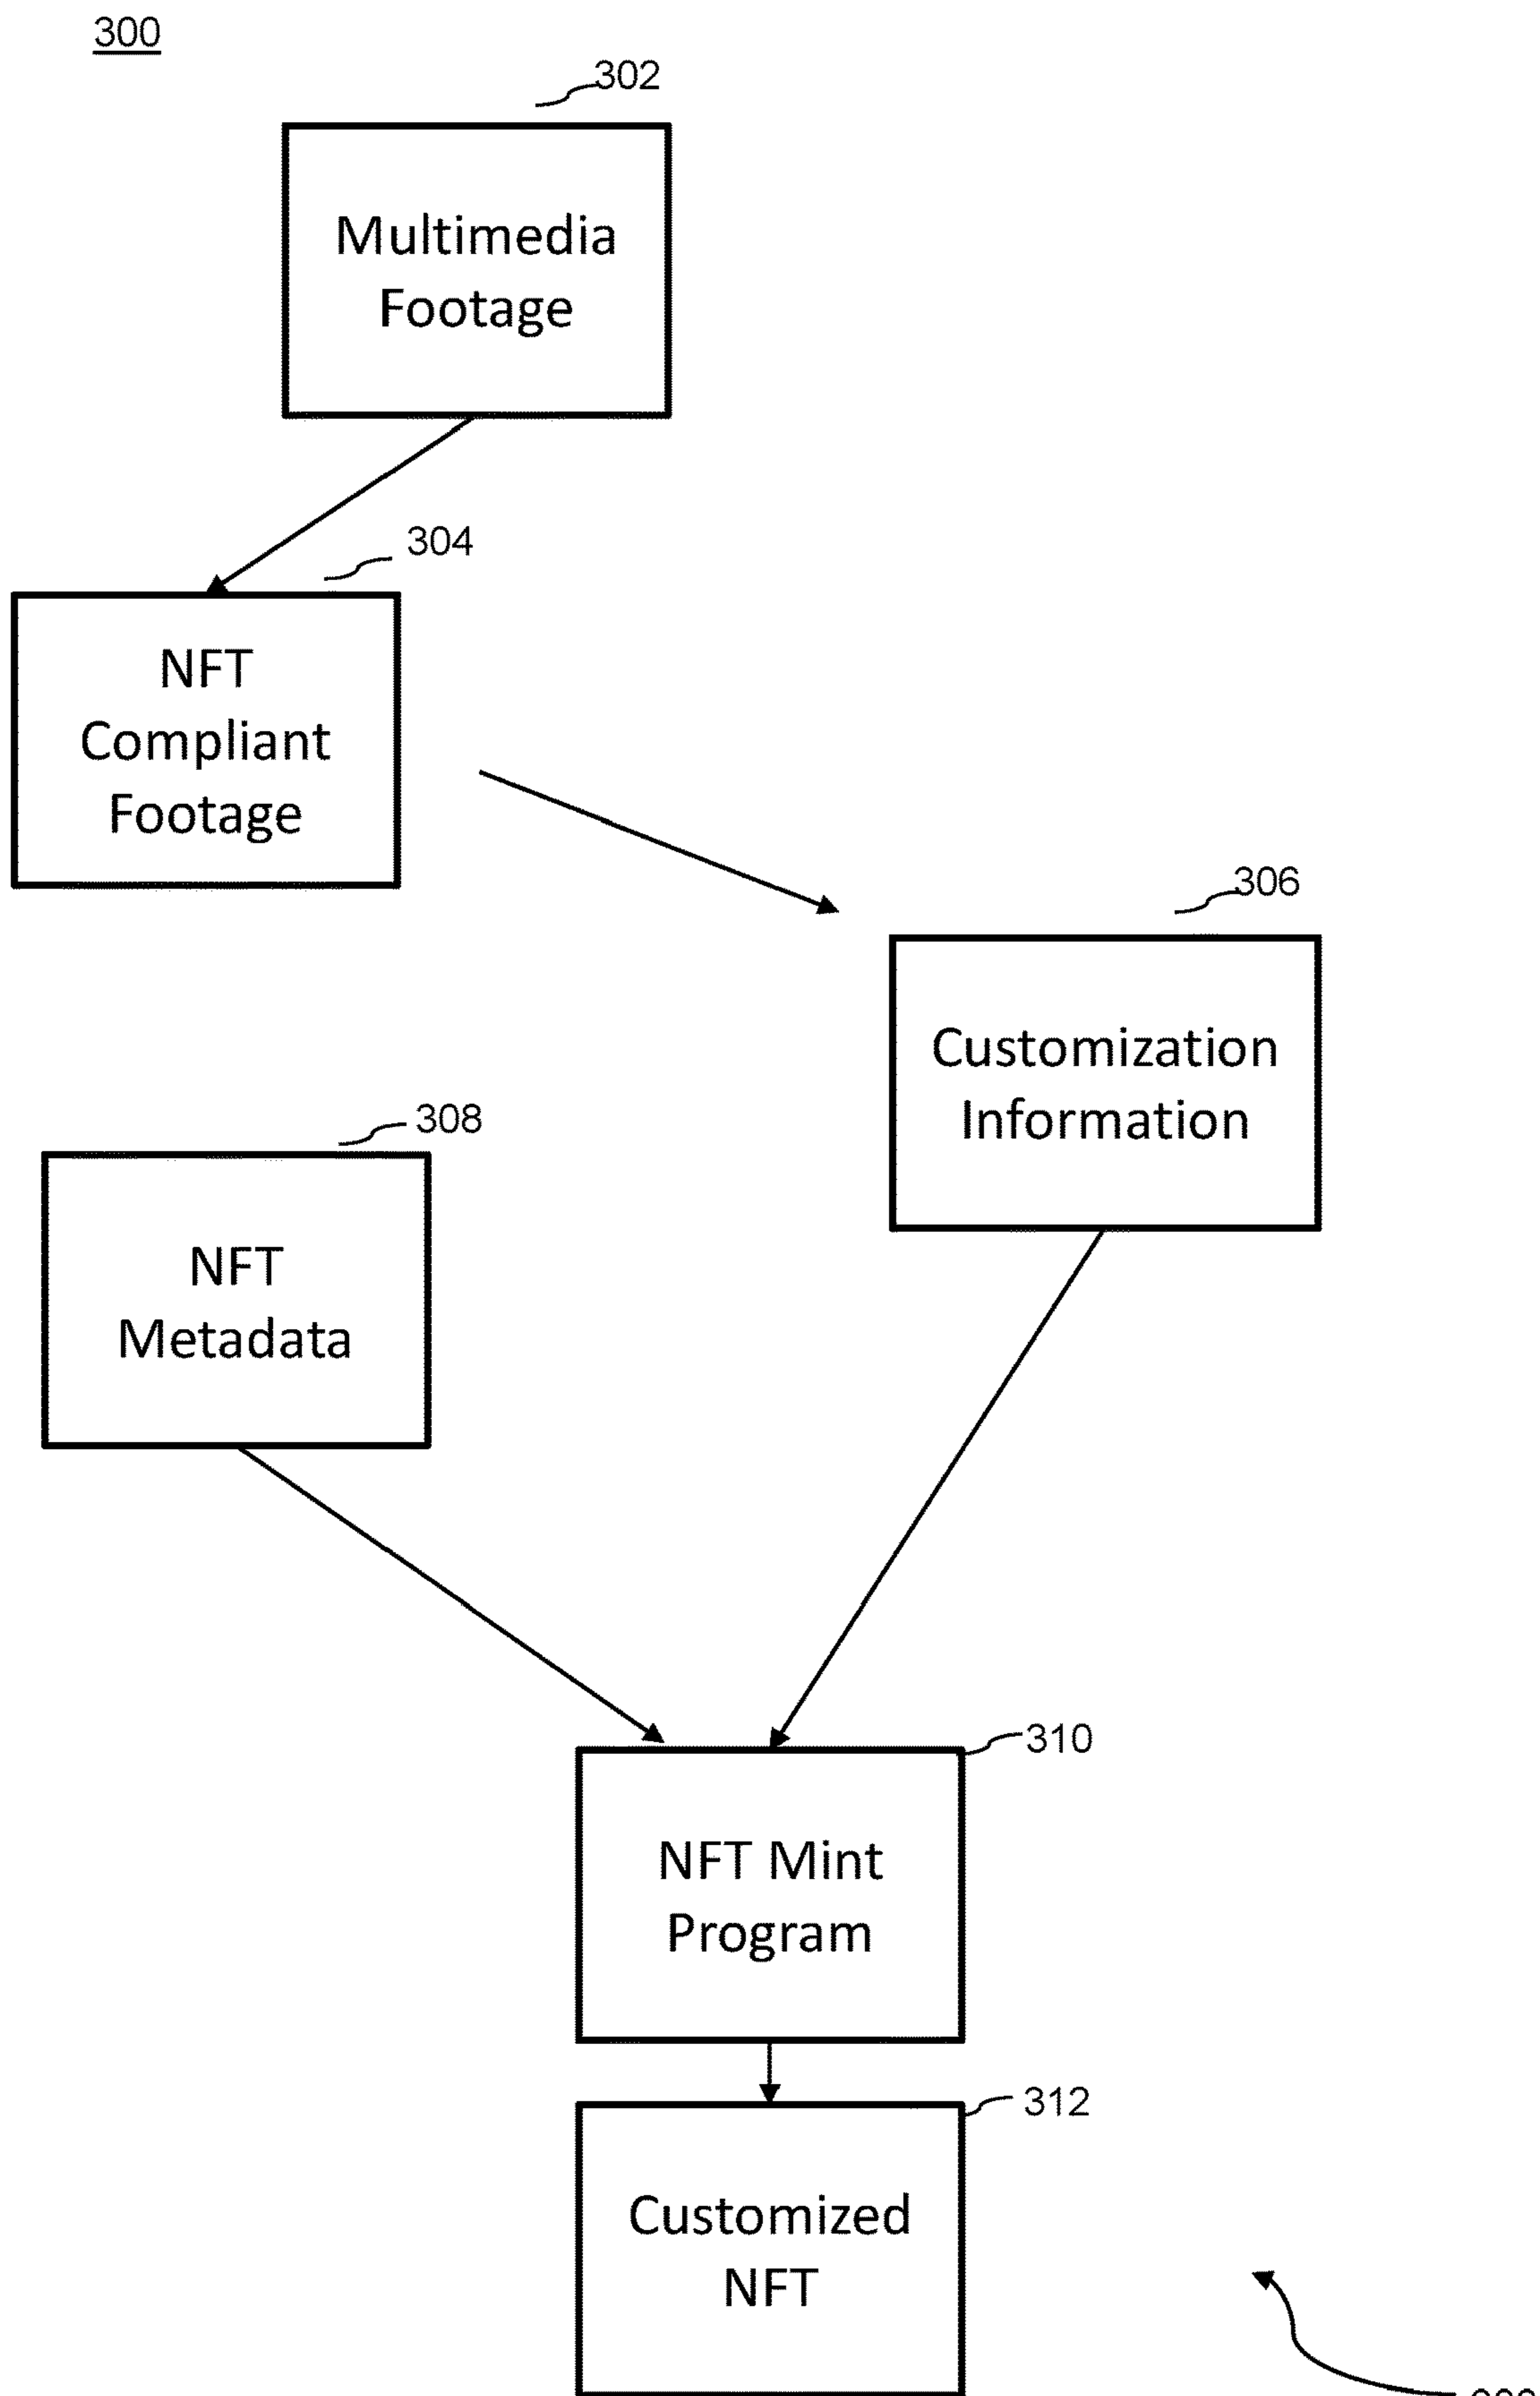 300
302
Multimedia
Footage
304
NFT
Compliant
Footage
306
Customization
Information
308
NFT
Metadata
310
NFT Mint
Program
312
Customized
NFT